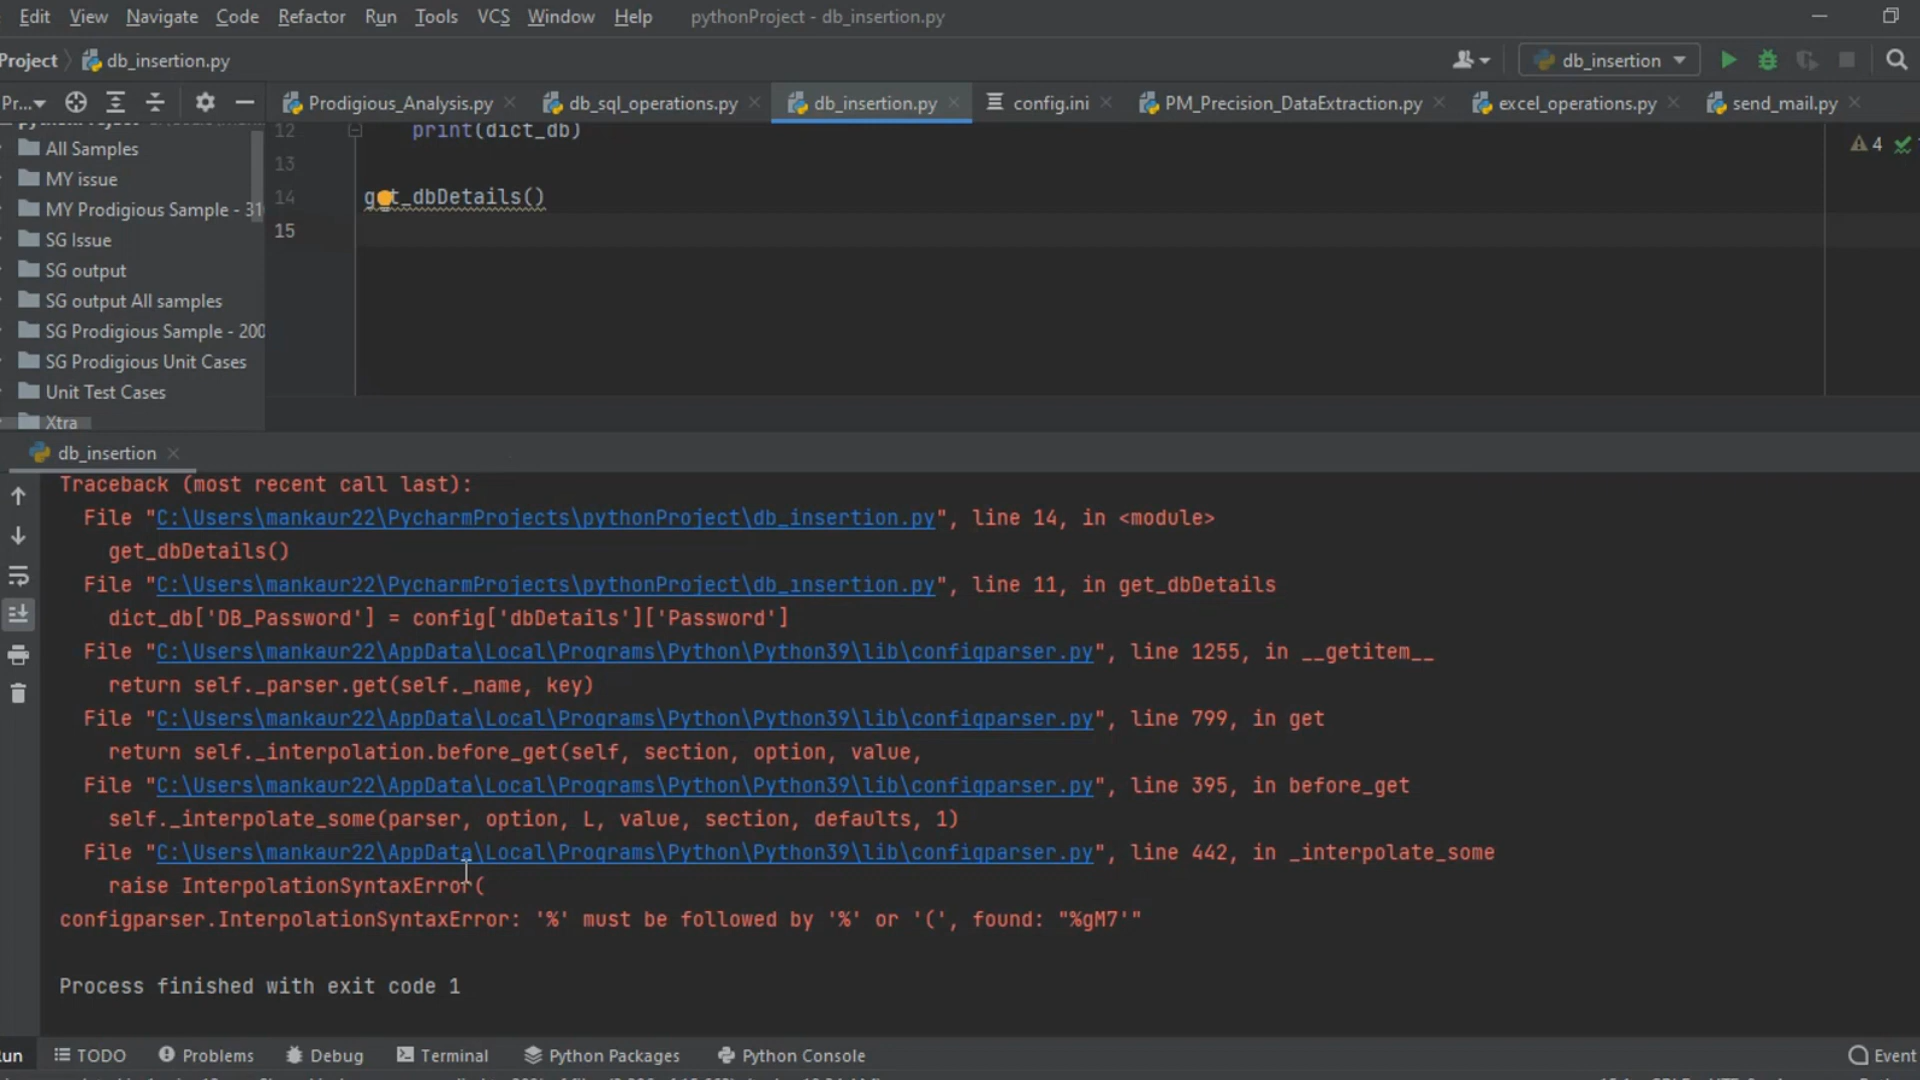 Edit View Navigate Code Refactor Run Tools VCS Window Help pythonProject - db_insertion.py
Project db_insertion.py db_insertion
Pr... Prodigious_Analysis.py db_sql_operations.py db_insertion.py config.ini PM_Precision_DataExtraction.py excel_operations.py send_mail.py
All Samples
MY issue
MY Prodigious Sample - 31
SG Issue
SG output
SG output All samples
SG Prodigious Sample - 200
SG Prodigious Unit Cases
Unit Test Cases
Xtra
12 print(dict_db)
13
14 get_dbDetails()
15
4
db_insertion
Traceback (most recent call last):
File "C:\Users\mankaur22\PycharmProjects\pythonProject\db_insertion.py", line 14, in <module>
get_dbDetails()
File "C:\Users\mankaur22\PycharmProjects\pythonProject\db_insertion.py", line 11, in get_dbDetails
dict_db['DB_Password'] = config['dbDetails']['Password']
File "C:\Users\mankaur22\AppData\Local\Programs\Python\Python39\lib\configparser.py", line 1255, in __getitem__
return self._parser.get(self._name, key)
File "C:\Users\mankaur22\AppData\Local\Programs\Python\Python39\lib\configparser.py", line 799, in get
return self._interpolation.before_get(self, section, option, value,
File "C:\Users\mankaur22\AppData\Local\Programs\Python\Python39\lib\configparser.py", line 395, in before_get
self._interpolate_some(parser, option, L, value, section, defaults, 1)
File "C:\Users\mankaur22\AppData\Local\Programs\Python\Python39\lib\configparser.py", line 442, in _interpolate_some
raise InterpolationSyntaxError(
configparser.InterpolationSyntaxError: '%' must be followed by '%' or '(', found: "%gM7'"
Process finished with exit code 1
un TODO Problems Debug Terminal Python Packages Python Console Event